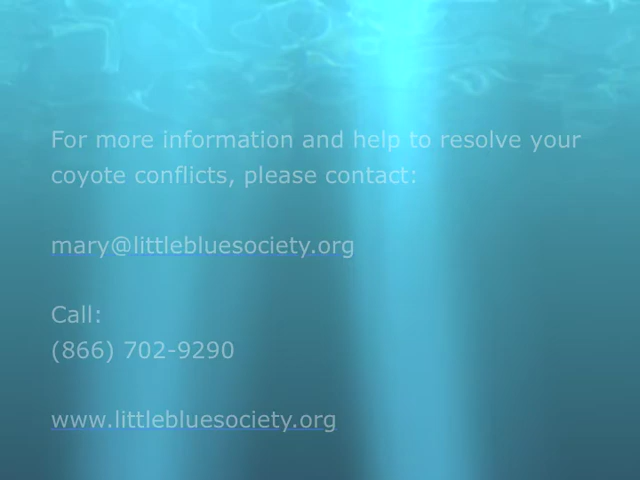 For more information and help to resolve your
coyote conflicts, please contact:
mary@littlebluesociety.org
Call:
(866) 702-9290
www.littlebluesociety.org